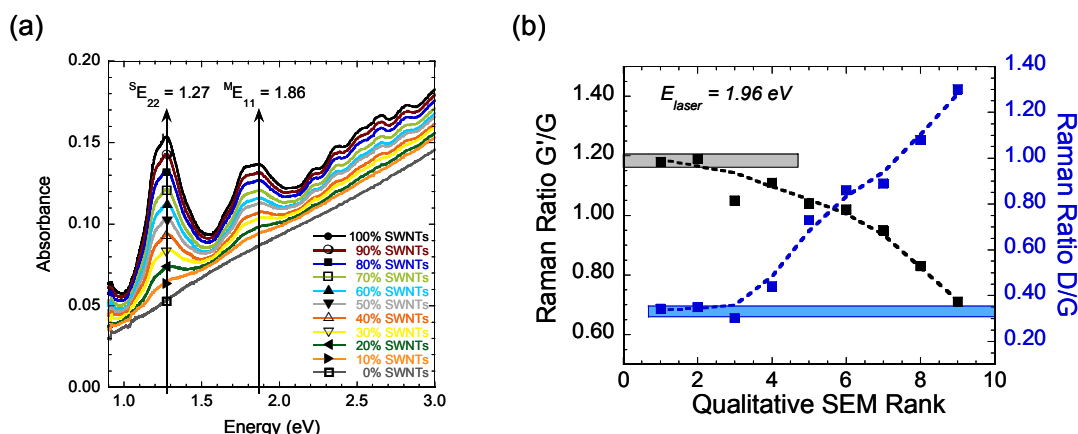 (a)
0.20
0.15
0.10
0.05
0.00
Absorbance
ˢE₂₂ = 1.27
ᴹE₁₁ = 1.86
100% SWNTs
90% SWNTs
80% SWNTs
70% SWNTs
60% SWNTs
50% SWNTs
40% SWNTs
30% SWNTs
20% SWNTs
10% SWNTs
0% SWNTs
1.0 1.5 2.0 2.5 3.0
Energy (eV)
(b)
1.40
1.20
1.00
0.80
0.60
Raman Ratio G'/G
E laser = 1.96 eV
1.40
1.20
1.00
0.80
0.60
0.40
0.20
Raman Ratio D/G
0 2 4 6 8 10
Qualitative SEM Rank